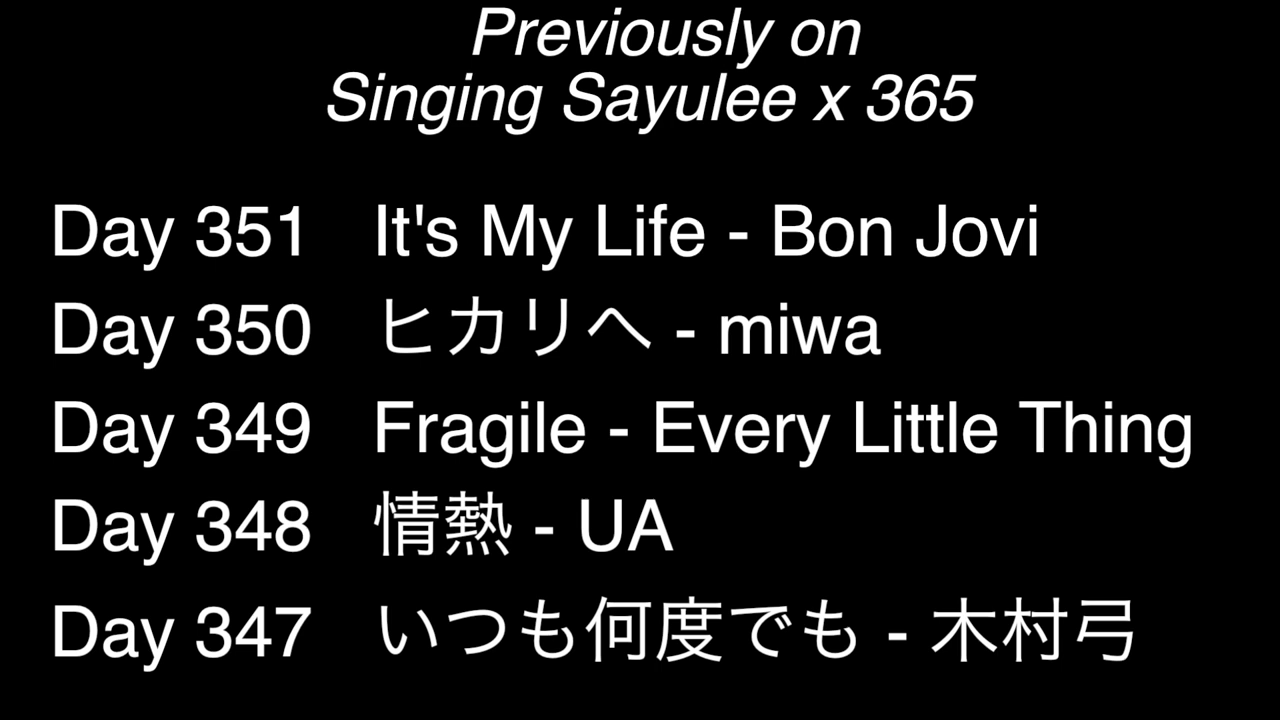 Previously on
Singing Sayulee x 365
Day 351 It's My Life - Bon Jovi
Day 350 ヒカリへ - miwa
Day 349 Fragile - Every Little Thing
Day 348 情熱 - UA
Day 347 いつも何度でも - 木村弓